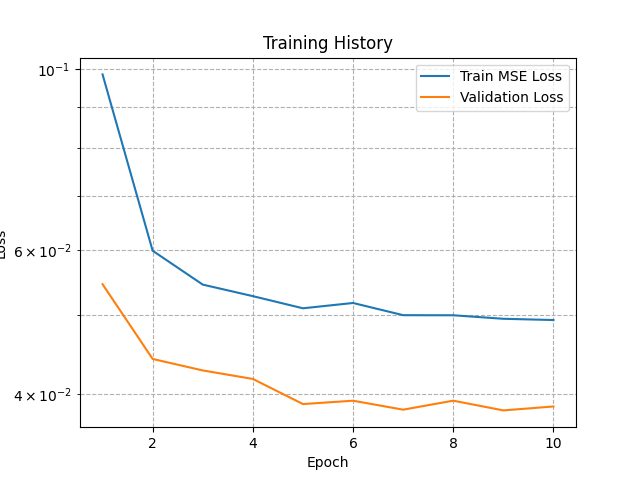 Training History
10⁻¹
6 × 10⁻²
4 × 10⁻²
Loss
Train MSE Loss
Validation Loss
2
4
6
8
10
Epoch